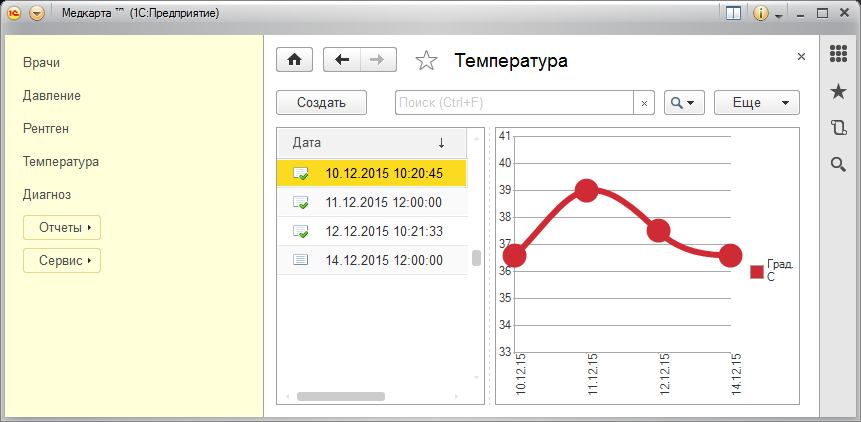 Медкарта ™ (1С:Предприятие)
Врачи
Давление
Рентген
Температура
Диагноз
Отчеты
Сервис
Температура
Создать
Поиск (Ctrl+F)
Еще
Дата
10.12.2015 10:20:45
11.12.2015 12:00:00
12.12.2015 10:21:33
14.12.2015 12:00:00
41
40
39
38
37
36
35
34
33
10.12.15
11.12.15
12.12.15
14.12.15
Град.
С